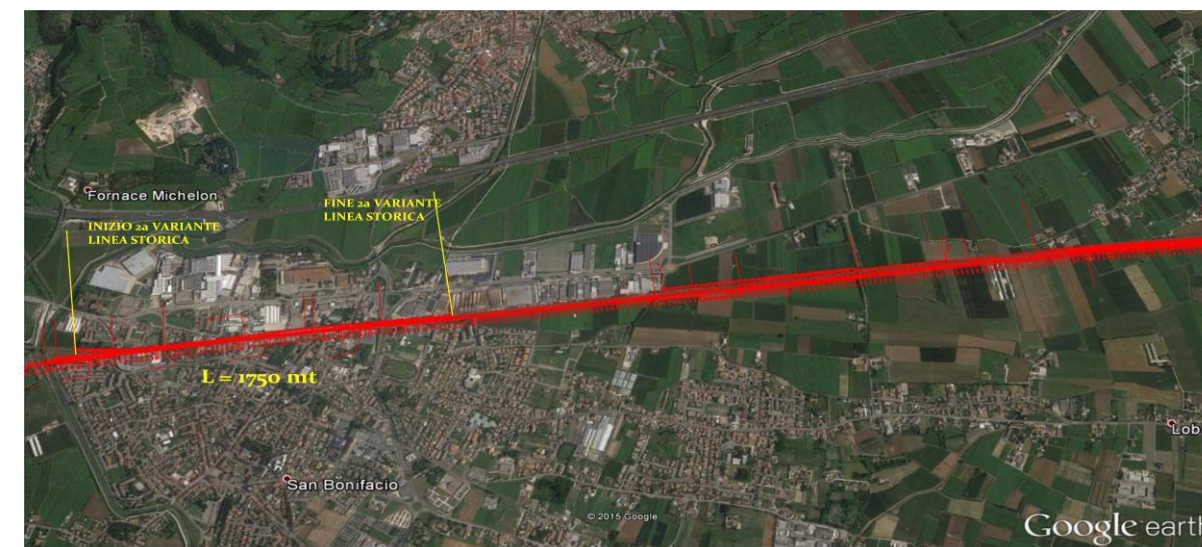 Fornace Michelon
INIZIO 2a VARIANTE
LINEA STORICA
FINE 2a VARIANTE
LINEA STORICA
L = 1750 mt
Lob
San Bonifacio
© 2015 Google
Google earth